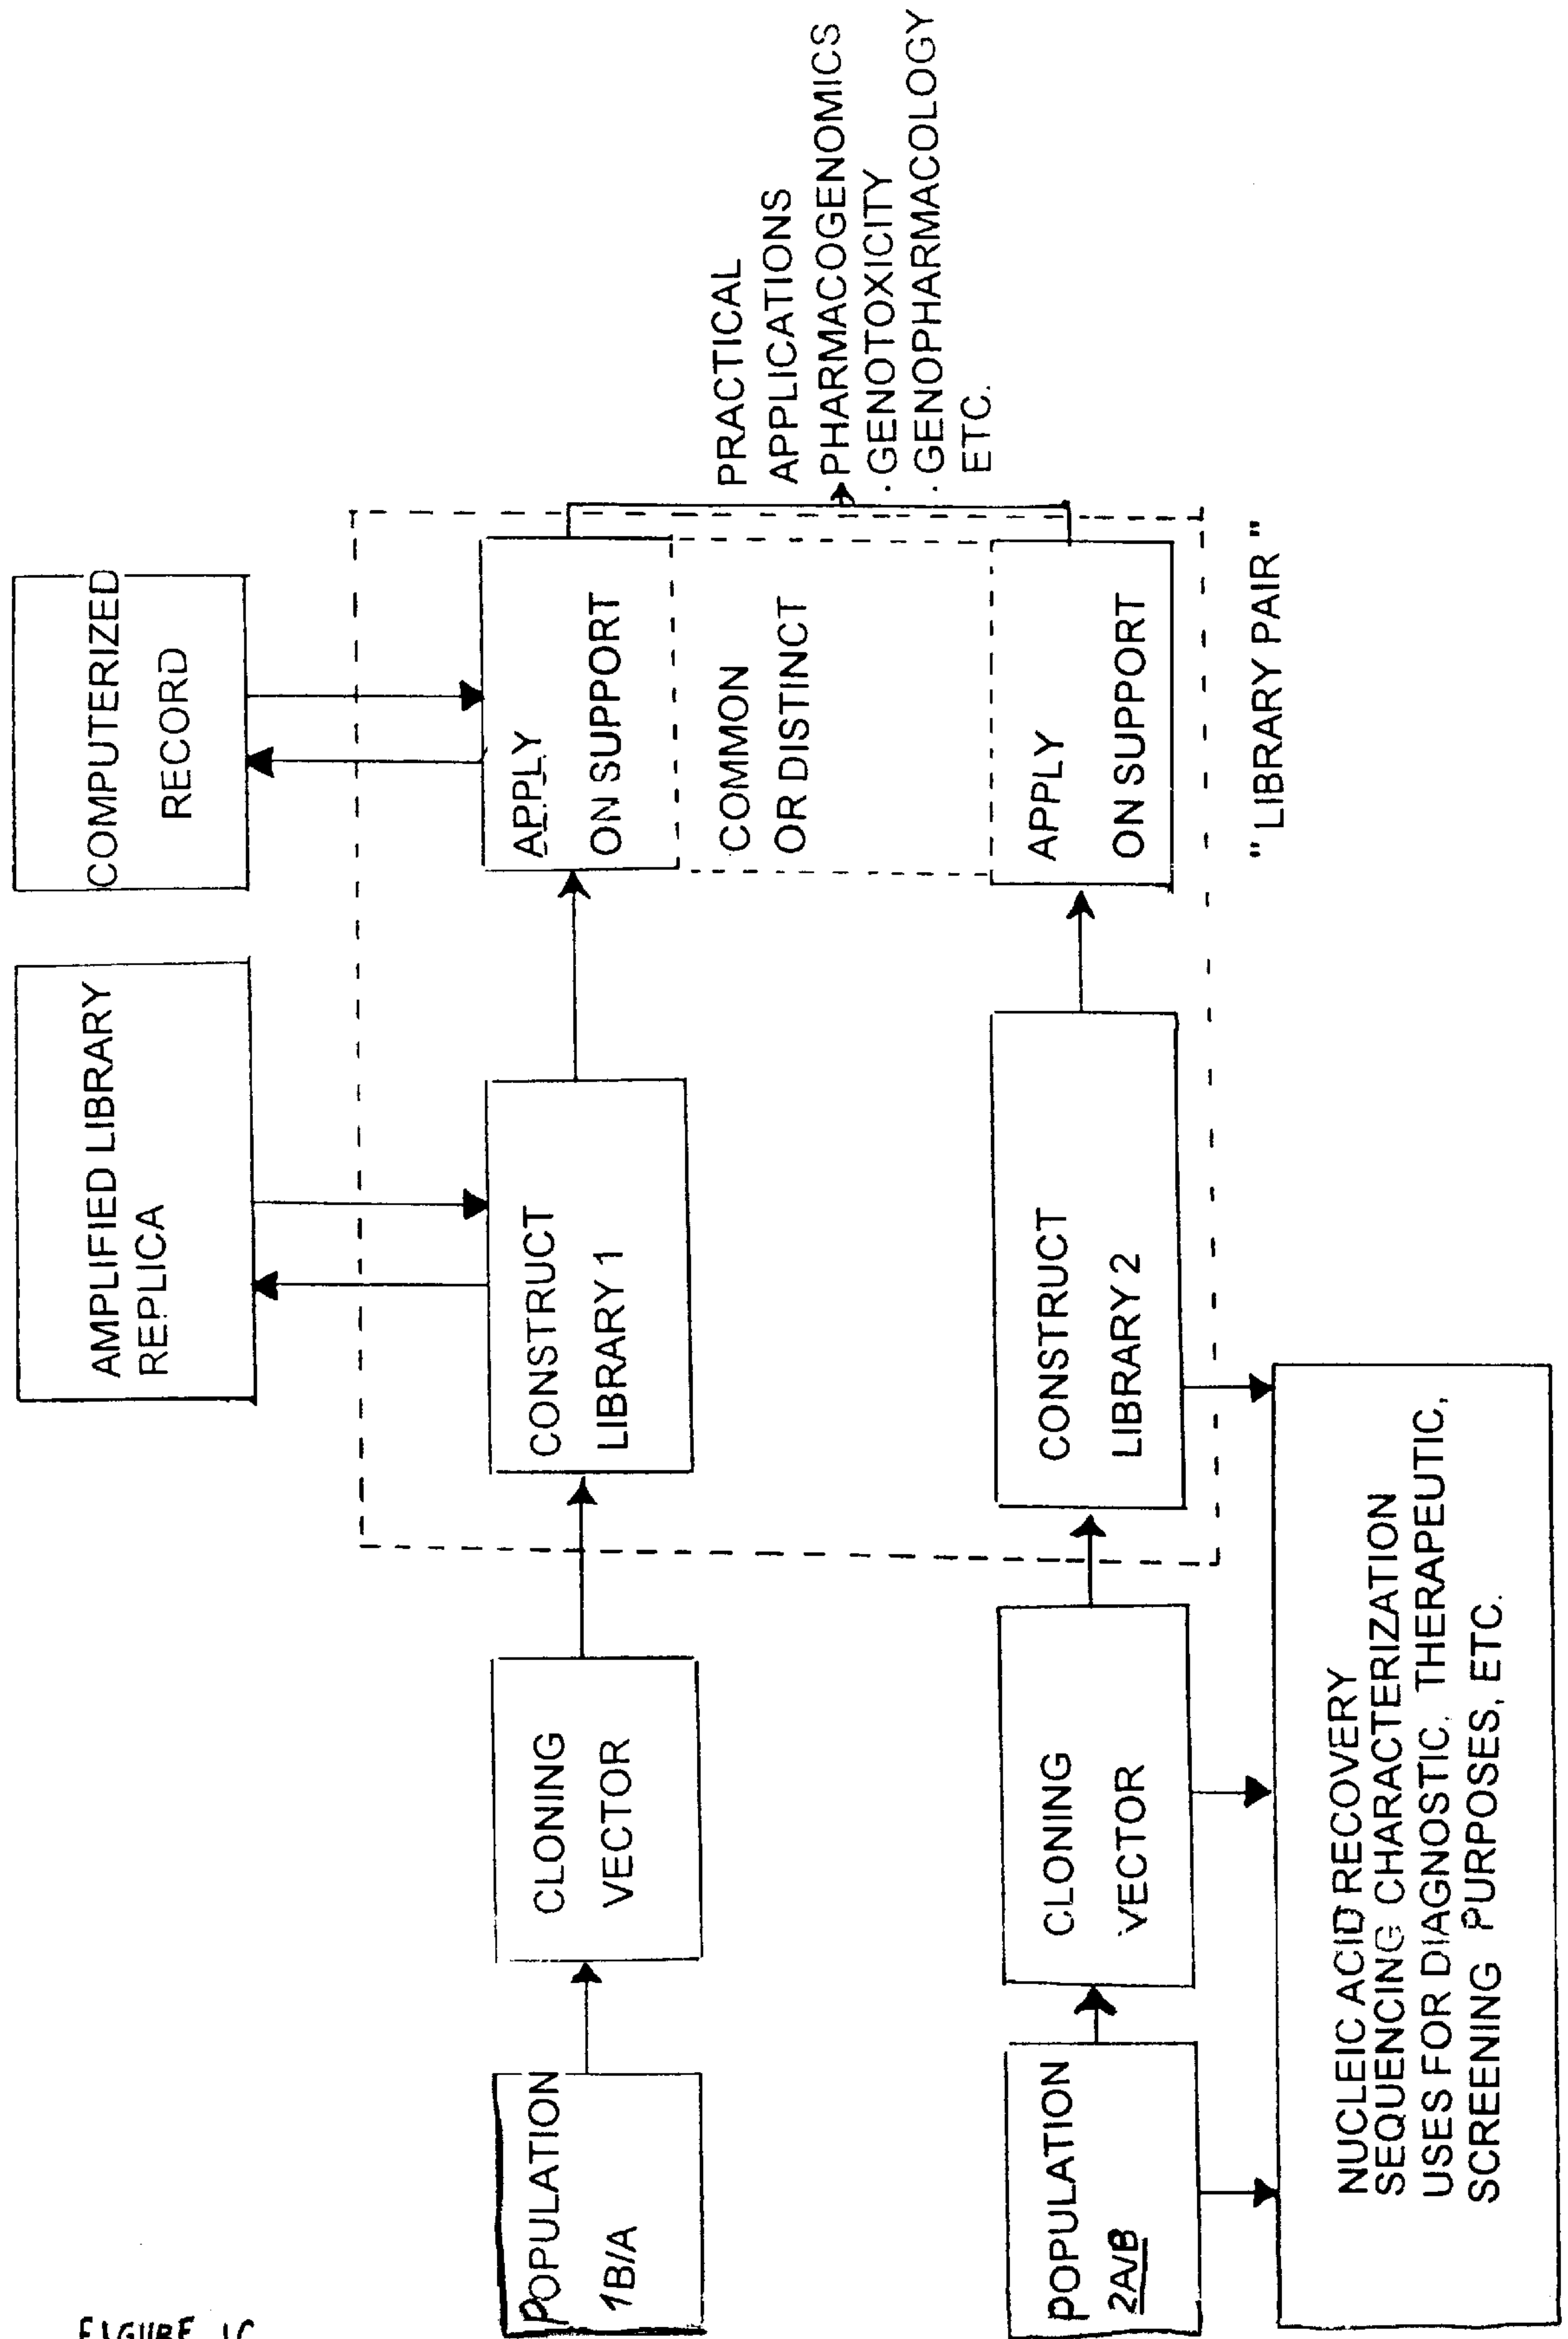 COMPUTERIZED
RECORD
AMPLIFIED LIBRARY
REPLICA
POPULATION
1B/A
CLONING
VECTOR
CONSTRUCT
LIBRARY 1
APPLY
ON SUPPORT
COMMON
OR DISTINCT
PRACTICAL
APPLICATIONS
PHARMACOGENOMICS
. GENOTOXICITY
. GENOPHARMACOLOGY
ETC.
POPULATION
2A/B
CLONING
VECTOR
CONSTRUCT
LIBRARY 2
APPLY
ON SUPPORT
"LIBRARY PAIR"
NUCLEIC ACID RECOVERY
SEQUENCING CHARACTERIZATION
USES FOR DIAGNOSTIC. THERAPEUTIC,
SCREENING PURPOSES, ETC.
FIGURE 1C